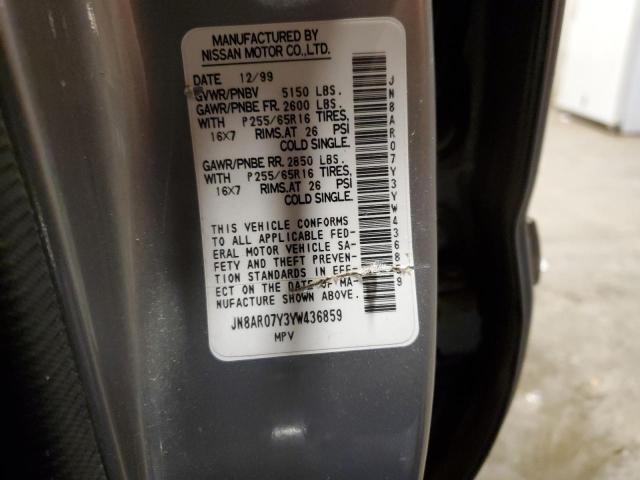 MANUFACTURED BY
NISSAN MOTOR CO.,LTD.
DATE 12/99
GVWR/PNBV 5150 LBS.
GAWR/PNBE FR. 2600 LBS.
WITH P255/65R16 TIRES,
16X7 RIMS.AT 26 PSI
COLD SINGLE.
GAWR/PNBE RR. 2850 LBS.
WITH P255/65R16 TIRES,
16X7 RIMS.AT 26 PSI
COLD SINGLE.
THIS VEHICLE CONFORMS
TO ALL APPLICABLE FED-
ERAL MOTOR VEHICLE SA-
FETY AND THEFT PREVEN-
TION STANDARDS IN EFF-
ECT ON THE DATE OF MA-
NUFACTURE SHOWN ABOVE.
JN8AR07Y3YW436859
MPV
JN8AR07Y3YW436859